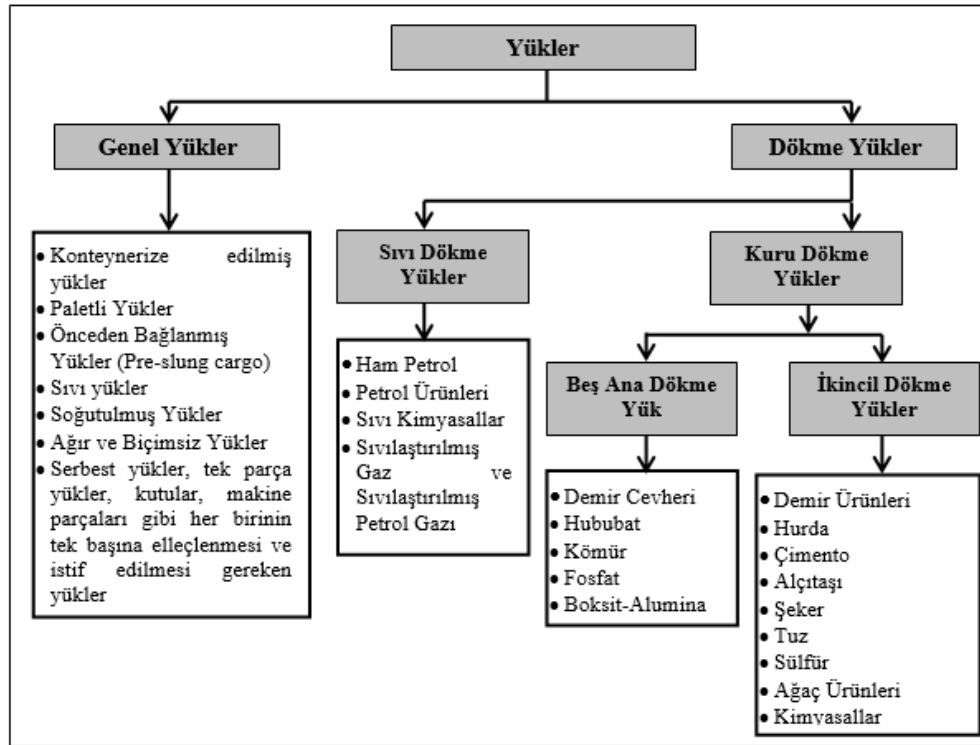 Yükler
Genel Yükler
Dökme Yükler
• Konteynerize edilmiş
yükler
• Paletli Yükler
• Önceden Bağlanmış
Yükler (Pre-slung cargo)
• Sıvı yükler
• Soğutulmuş Yükler
• Ağır ve Biçimsiz Yükler
• Serbest yükler, tek parça
yükler, kutular, makine
parçaları gibi her birinin
tek başına elleçlenmesi ve
istif edilmesi gereken
yükler
Sıvı Dökme
Yükler
Kuru Dökme
Yükler
• Ham Petrol
• Petrol Ürünleri
• Sıvı Kimyasallar
• Sıvılaştırılmış
Gaz ve
Sıvılaştırılmış
Petrol Gazı
Beş Ana Dökme
Yük
İkincil Dökme
Yükler
• Demir Cevheri
• Hububat
• Kömür
• Fosfat
• Boksit-Alumina
• Demir Ürünleri
• Hurda
• Çimento
• Alçıtaşı
• Şeker
• Tuz
• Sülfür
• Ağaç Ürünleri
• Kimyasallar